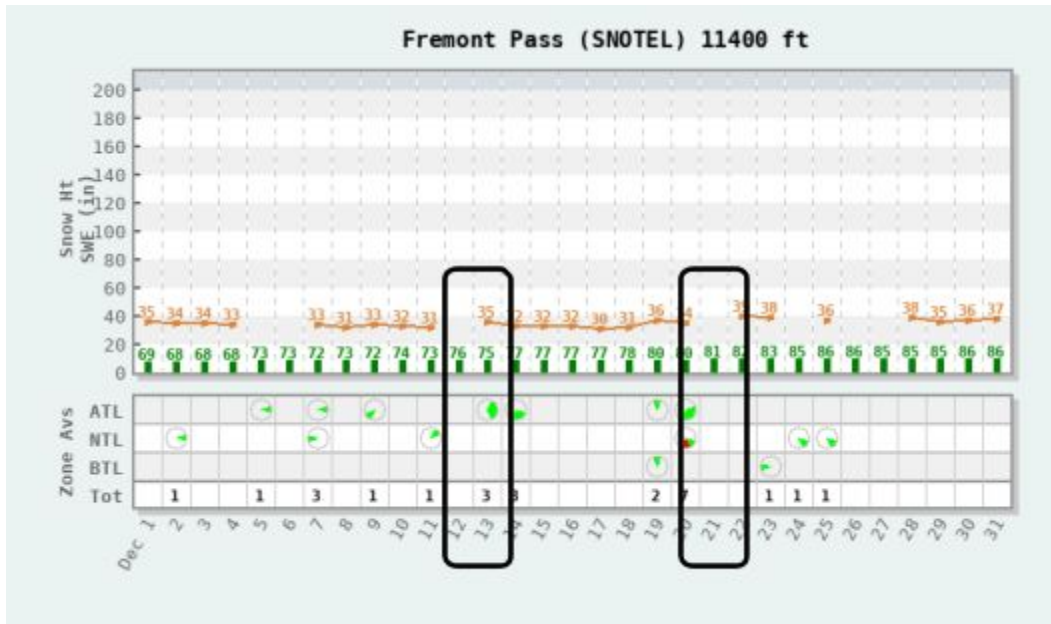 Fremont Pass (SNOTEL) 11400 ft
Snow Ht
SWE (in)
200
180
160
140
120
100
80
60
40
20
0
35 34 34 33 33 31 33 32 33 35 32 32 30 31 36 39 38 36 38 35 36 37
69 68 68 68 73 73 72 73 72 74 73 76 75 77 77 77 78 80 81 82 83 85 86 86 85 85 85 86 86
Zone Avs
ATL
NTL
BTL
Tot 1 1 3 1 1 3 2 7 1 1 1
Dec 1 2 3 4 5 6 7 8 9 10 11 12 13 14 15 16 17 18 19 20 21 22 23 24 25 26 27 28 29 30 31